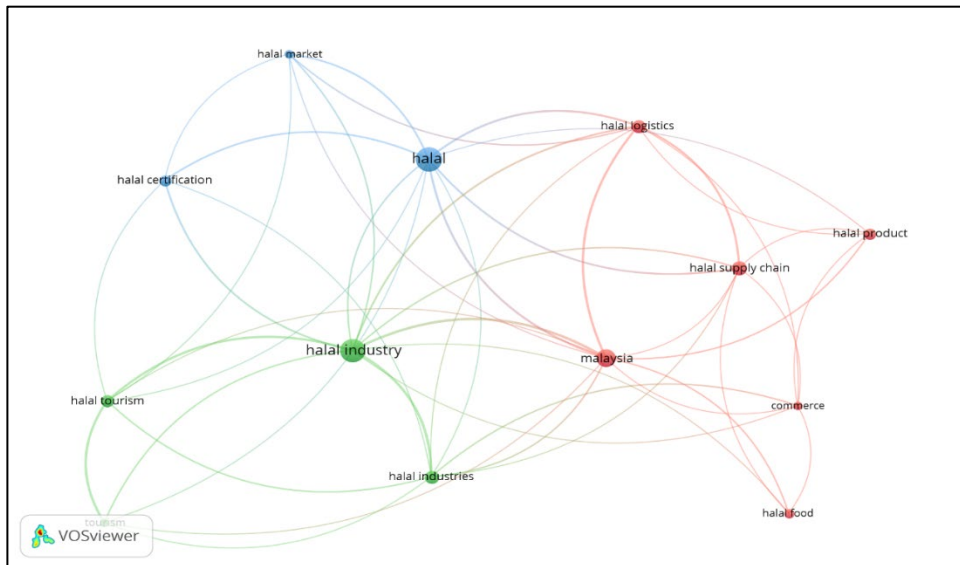 halal market
halal logistics
halal
halal certification
halal product
halal supply chain
halal industry
malaysia
halal tourism
commerce
halal industries
halal food
tourism
VOSviewer